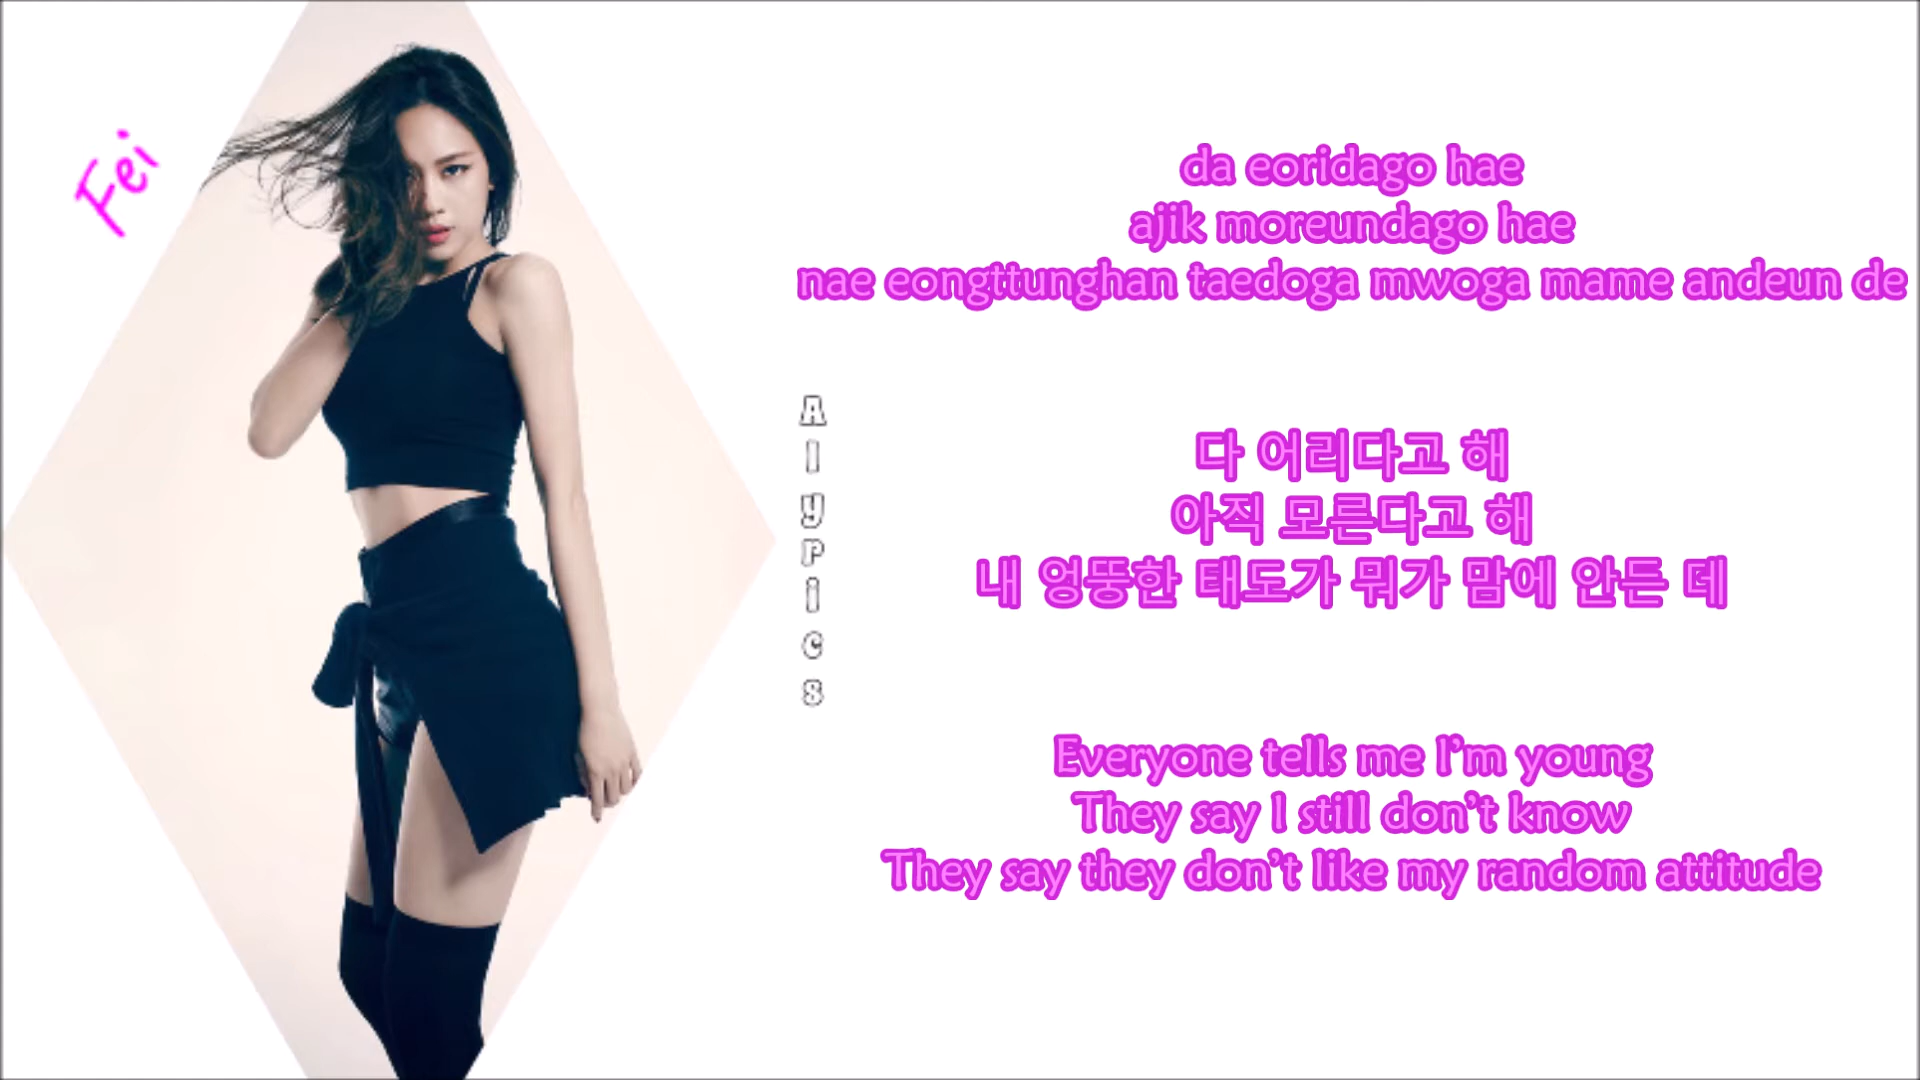 Fei
da eoridago hae
ajik moreundago hae
nae eongttunghan taedoga mwoga mame andeun de
Alypics
다 어리다고 해
아직 모른다고 해
내 엉뚱한 태도가 뭐가 맘에 안든 데
Everyone tells me I’m young
They say I still don’t know
They say they don’t like my random attitude